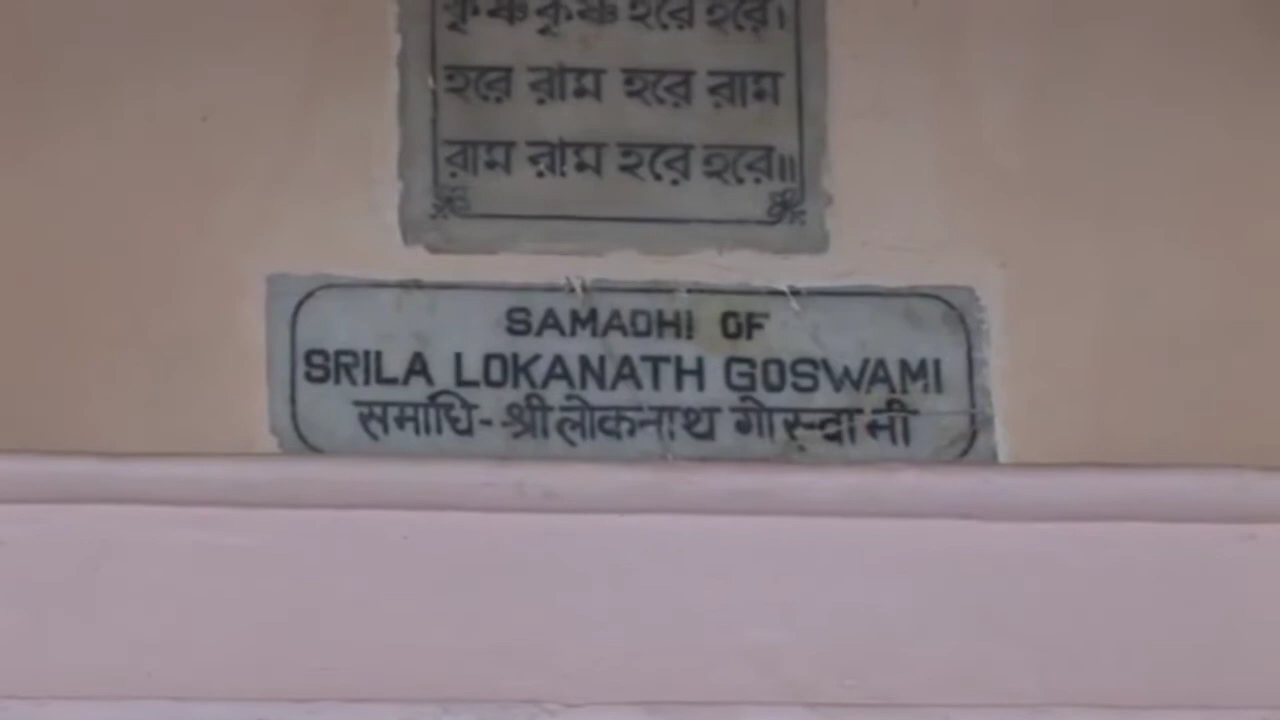 কৃষ্ণ কৃষ্ণ হরে হরে।
হরে রাম হরে রাম
রাম রাম হরে হরে॥
SAMADHI OF
SRILA LOKANATH GOSWAMI
समाधि-श्रीलोकनाथ गोस्वामी